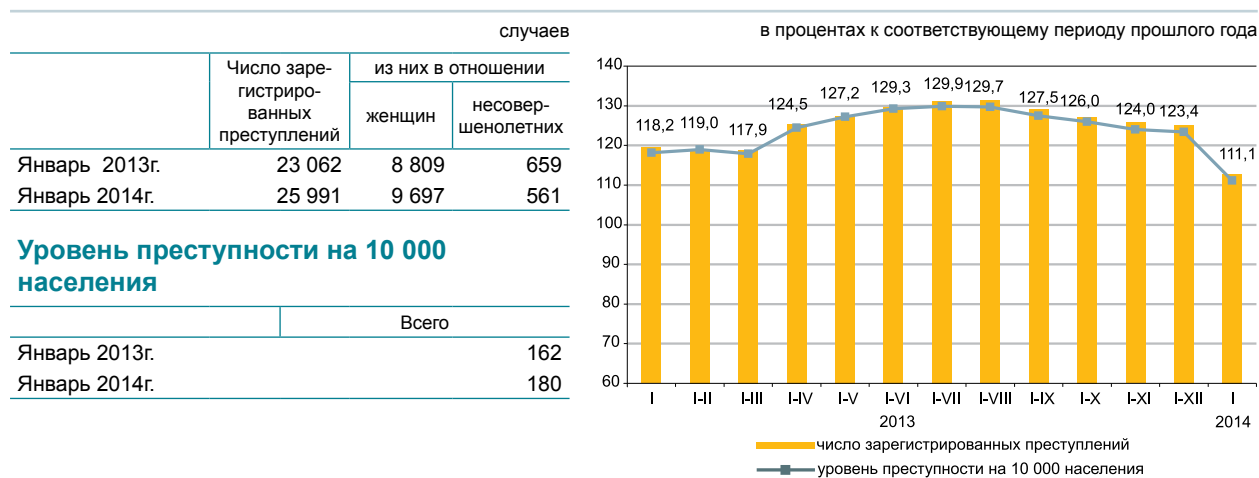 случаев
Число заре-
гистриро-
ванных
преступлений
из них в отношении
женщин
несовер-
шенолетних
Январь 2013г. 23 062 8 809 659
Январь 2014г. 25 991 9 697 561
Уровень преступности на 10 000
населения
Всего
Январь 2013г. 162
Январь 2014г. 180
в процентах к соответствующему периоду прошлого года
140
130
120
110
100
90
80
70
60
118,2 119,0 117,9 124,5 127,2 129,3 129,9 129,7 127,5 126,0 124,0 123,4 111,1
I I-II I-III I-IV I-V I-VI I-VII I-VIII I-IX I-X I-XI I-XII I
2013 2014
число зарегистрированных преступлений
уровень преступности на 10 000 населения